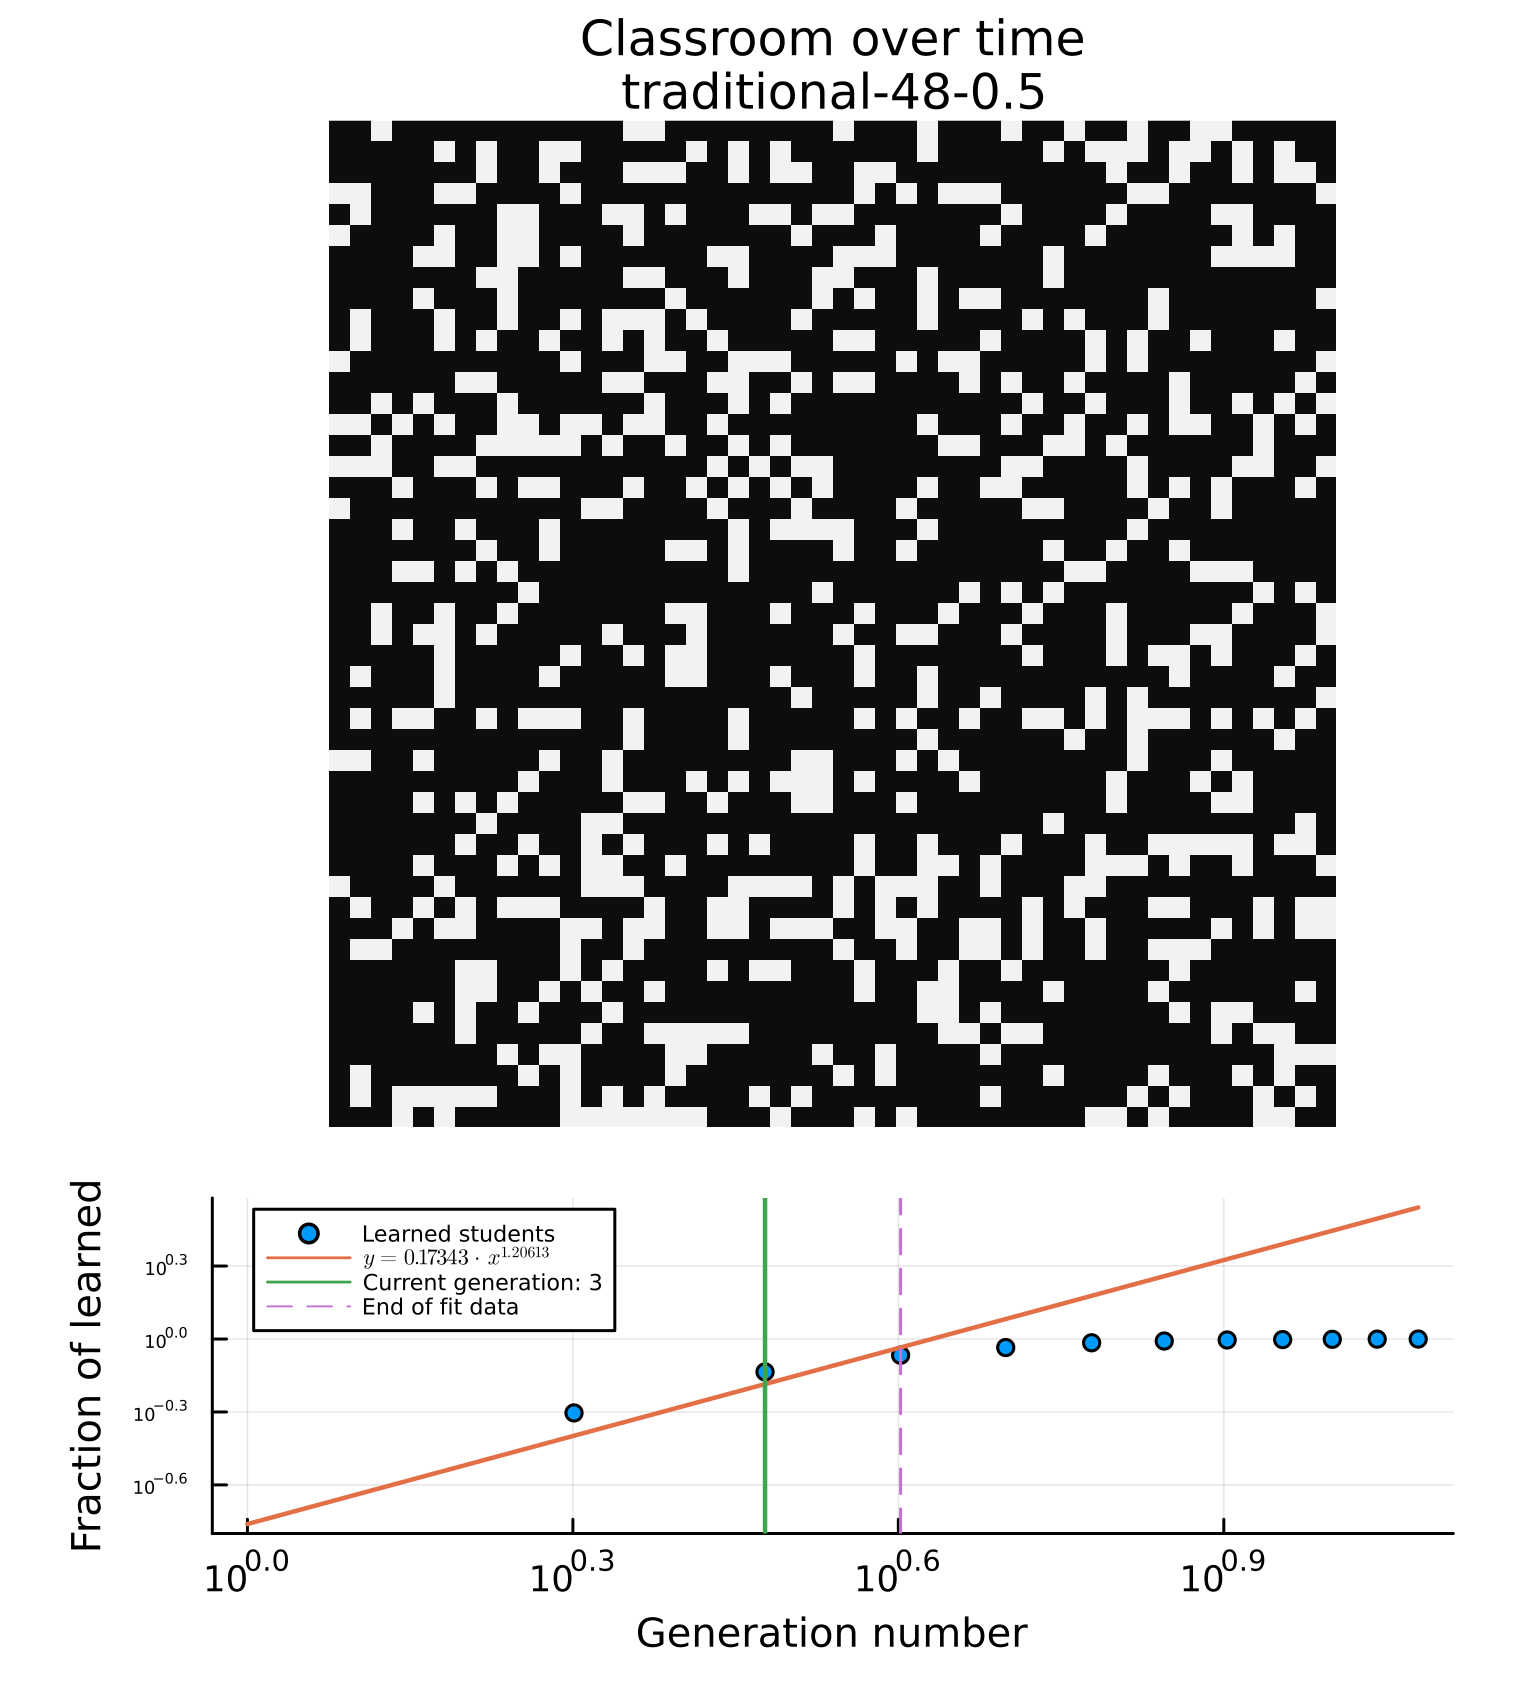 Classroom over time
traditional-48-0.5
Fraction of learned
Learned students
y = 0.17343 · x^1.20613
Current generation: 3
End of fit data
10^0.3
10^0.0
10^−0.3
10^−0.6
10^0.0 10^0.3 10^0.6 10^0.9
Generation number